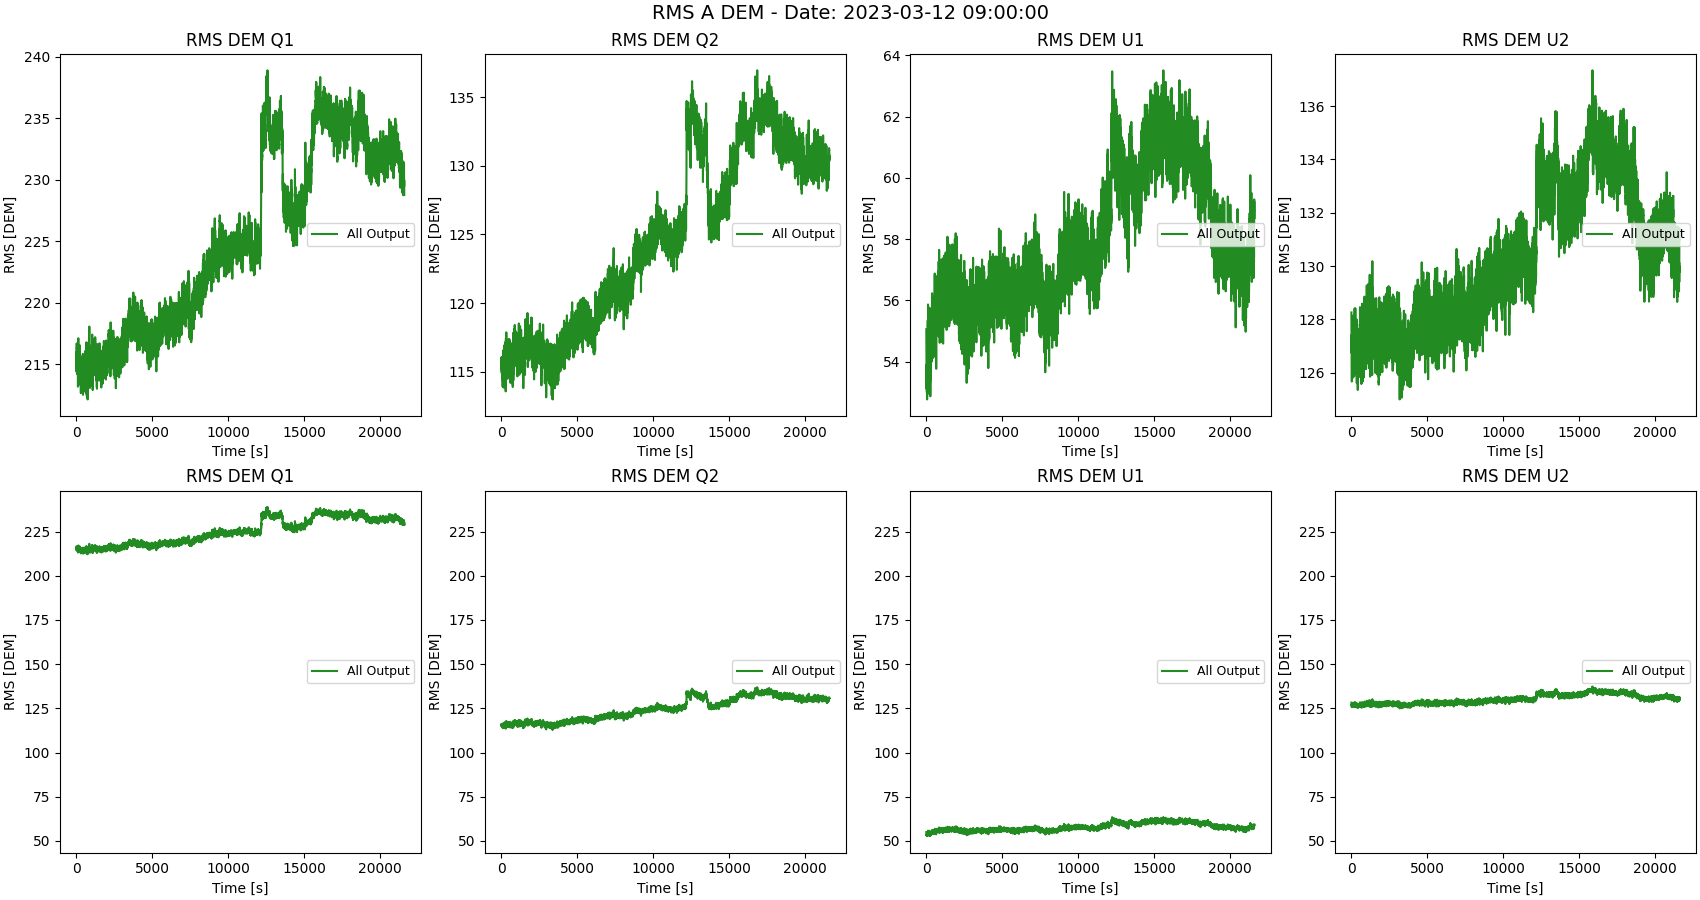 RMS A DEM - Date: 2023-03-12 09:00:00
RMS DEM Q1
RMS DEM Q2
RMS DEM U1
RMS DEM U2
RMS [DEM]
240
235
230
225
220
215
All Output
0 5000 10000 15000 20000
Time [s]
RMS [DEM]
135
130
125
120
115
All Output
0 5000 10000 15000 20000
Time [s]
RMS [DEM]
64
62
60
58
56
54
All Output
0 5000 10000 15000 20000
Time [s]
RMS [DEM]
136
134
132
130
128
126
All Output
0 5000 10000 15000 20000
Time [s]
RMS DEM Q1
RMS DEM Q2
RMS DEM U1
RMS DEM U2
RMS [DEM]
225
200
175
150
125
100
75
50
All Output
0 5000 10000 15000 20000
Time [s]
RMS [DEM]
225
200
175
150
125
100
75
50
All Output
0 5000 10000 15000 20000
Time [s]
RMS [DEM]
225
200
175
150
125
100
75
50
All Output
0 5000 10000 15000 20000
Time [s]
RMS [DEM]
225
200
175
150
125
100
75
50
All Output
0 5000 10000 15000 20000
Time [s]